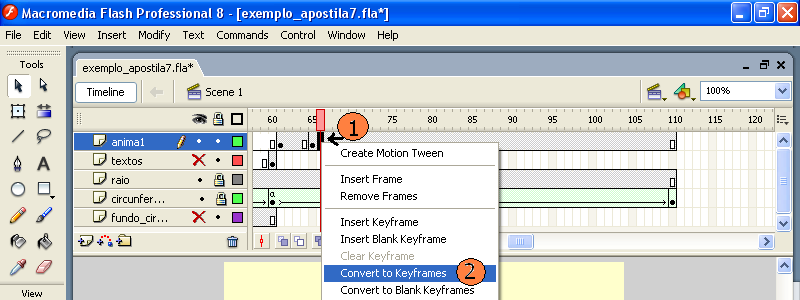 Macromedia Flash Professional 8 - [exemplo_apostila7.fla*]
File Edit View Insert Modify Text Commands Control Window Help
Tools
exemplo_apostila7.fla*
Timeline Scene 1 100%
60 65 75 80 85 90 95 100 105 110 115 120
1
anima1
Create Motion Tween
textos
Insert Frame
raio
Remove Frames
circunfer...
a
Insert Keyframe
fundo_cir...
Insert Blank Keyframe
Clear Keyframe
Convert to Keyframes 2
Convert to Blank Keyframes